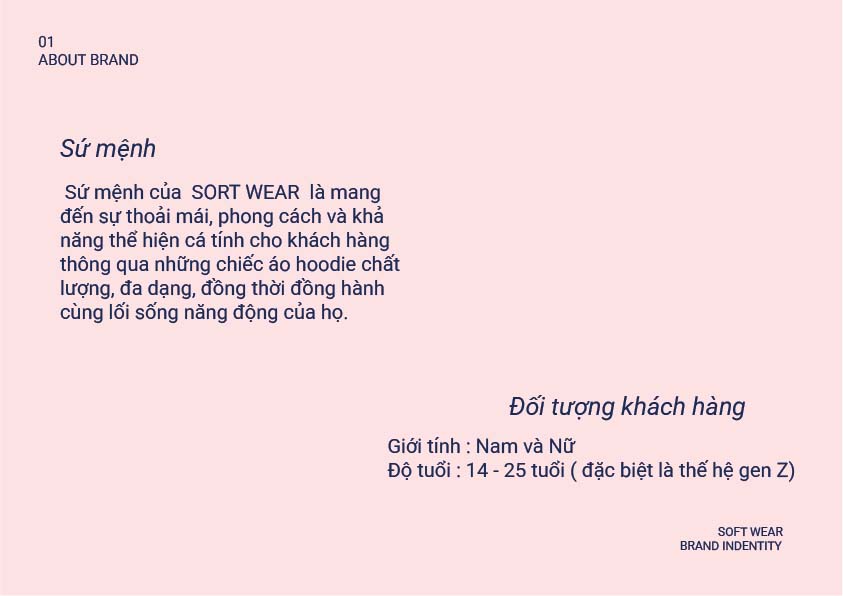 01
ABOUT BRAND
Sứ mệnh
Sứ mệnh của SORT WEAR là mang
đến sự thoải mái, phong cách và khả
năng thể hiện cá tính cho khách hàng
thông qua những chiếc áo hoodie chất
lượng, đa dạng, đồng thời đồng hành
cùng lối sống năng động của họ.
Đối tượng khách hàng
Giới tính : Nam và Nữ
Độ tuổi : 14 - 25 tuổi ( đặc biệt là thế hệ gen Z)
SOFT WEAR
BRAND INDENTITY